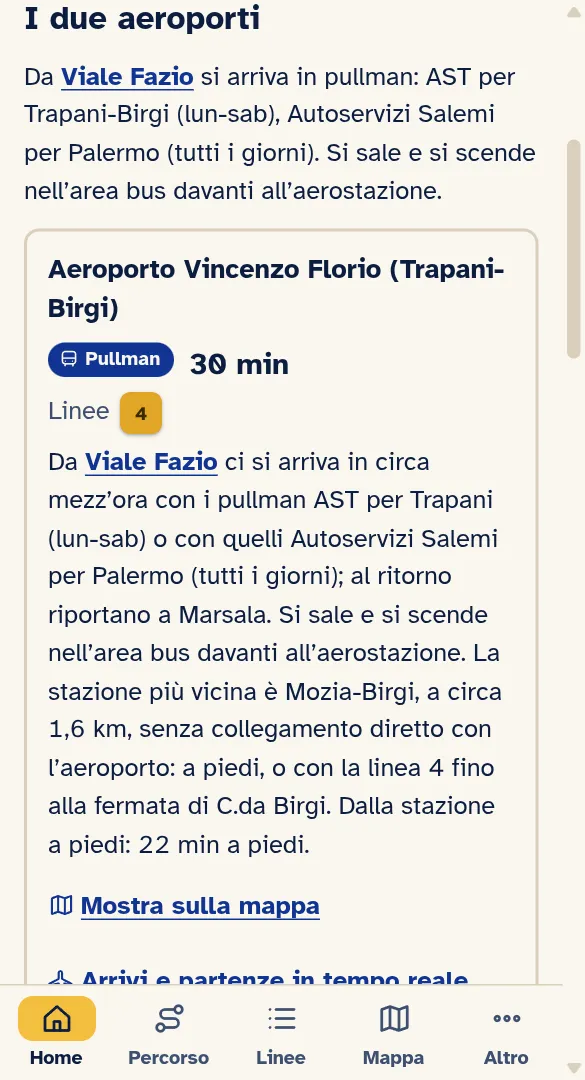 I due aeroporti
Da Viale Fazio si arriva in pullman: AST per
Trapani-Birgi (lun-sab), Autoservizi Salemi
per Palermo (tutti i giorni). Si sale e si scende
nell’area bus davanti all’aerostazione.
Aeroporto Vincenzo Florio (Trapani-
Birgi)
Pullman 30 min
Linee 4
Da Viale Fazio ci si arriva in circa
mezz’ora con i pullman AST per Trapani
(lun-sab) o con quelli Autoservizi Salemi
per Palermo (tutti i giorni); al ritorno
riportano a Marsala. Si sale e si scende
nell’area bus davanti all’aerostazione. La
stazione più vicina è Mozia-Birgi, a circa
1,6 km, senza collegamento diretto con
l’aeroporto: a piedi, o con la linea 4 fino
alla fermata di C.da Birgi. Dalla stazione
a piedi: 22 min a piedi.
Mostra sulla mappa
Arrivi e partenze in tempo reale
Home Percorso Linee Mappa Altro